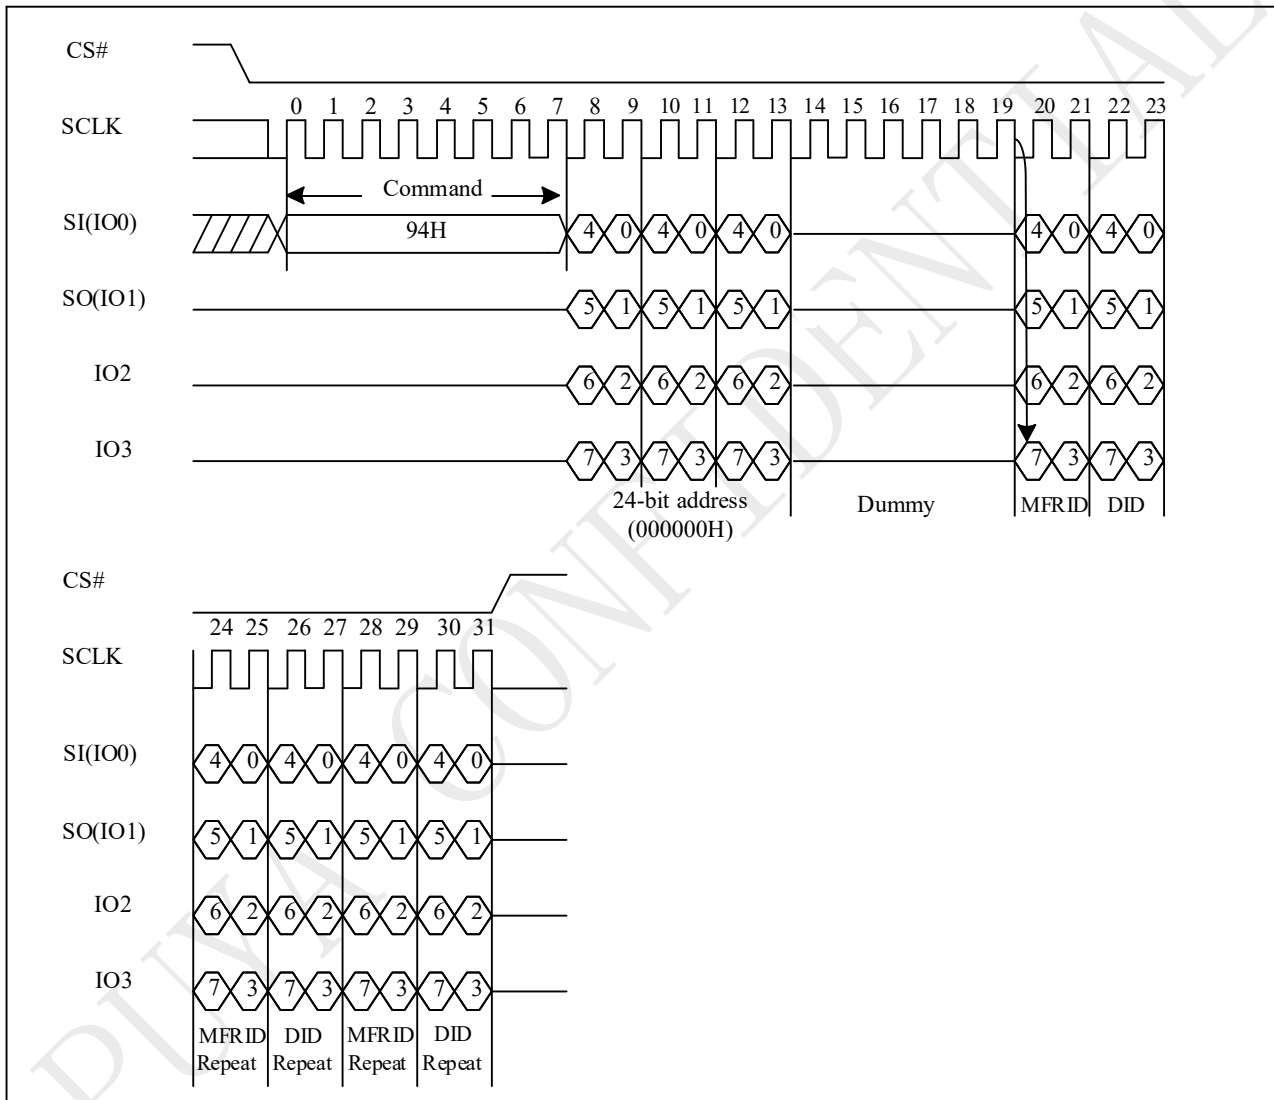 CS#
0 1 2 3 4 5 6 7 8 9 10 11 12 13 14 15 16 17 18 19 20 21 22 23
SCLK
Command
SI(IO0) 94H 4 0 4 0 4 0 4 0 4 0
SO(IO1) 5 1 5 1 5 1 5 1 5 1
IO2 6 2 6 2 6 2 6 2 6 2
IO3 7 3 7 3 7 3 7 3 7 3
24-bit address Dummy MFRID DID
(000000H)
CS#
24 25 26 27 28 29 30 31
SCLK
SI(IO0) 4 0 4 0 4 0 4 0
SO(IO1) 5 1 5 1 5 1 5 1
IO2 6 2 6 2 6 2 6 2
IO3 7 3 7 3 7 3 7 3
MFRID DID MFRID DID
Repeat Repeat Repeat Repeat
PUYA CONFIDENTIAL